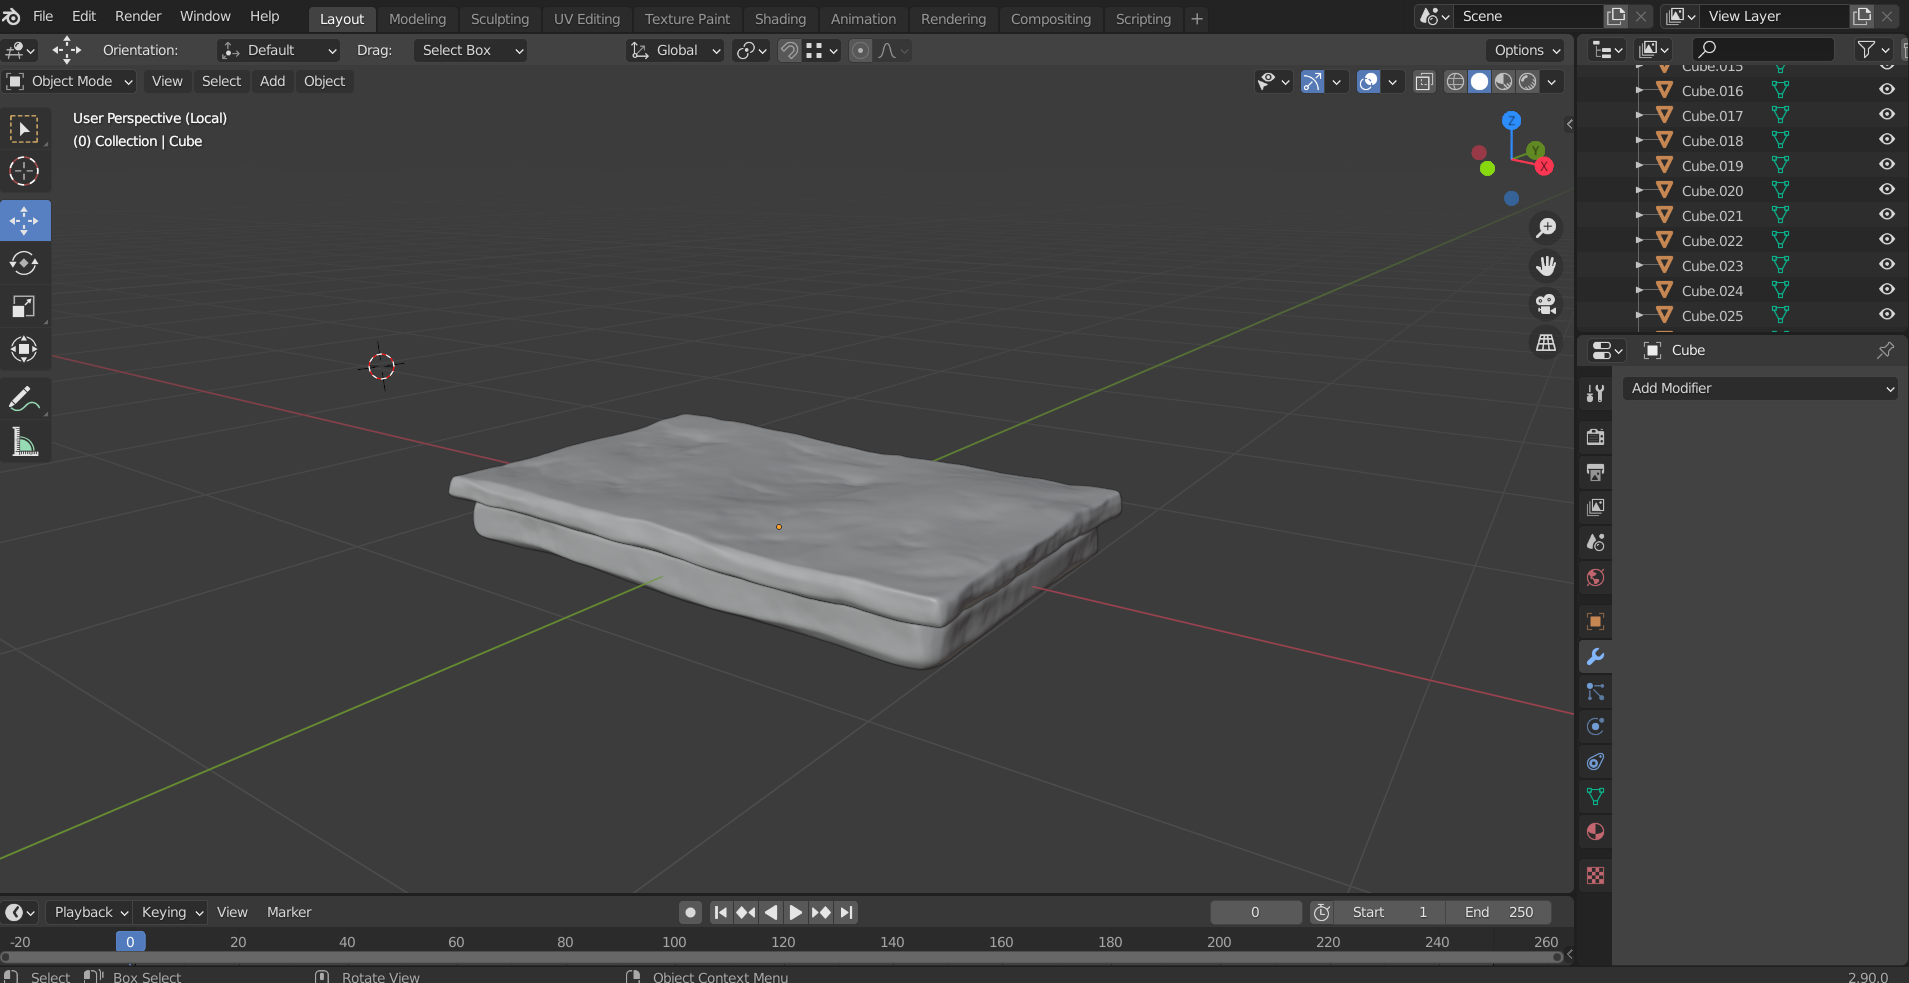 File Edit Render Window Help Layout Modeling Sculpting UV Editing Texture Paint Shading Animation Rendering Compositing Scripting + Scene View Layer
Orientation: Default Drag: Select Box Global Options
Object Mode View Select Add Object
User Perspective (Local)
(0) Collection | Cube
Z
Y
X
Cube.015
Cube.016
Cube.017
Cube.018
Cube.019
Cube.020
Cube.021
Cube.022
Cube.023
Cube.024
Cube.025
Cube
Add Modifier
Playback Keying View Marker 0 Start 1 End 250
-20 0 20 40 60 80 100 120 140 160 180 200 220 240 260
Select Box Select Rotate View Object Context Menu 2.90.0